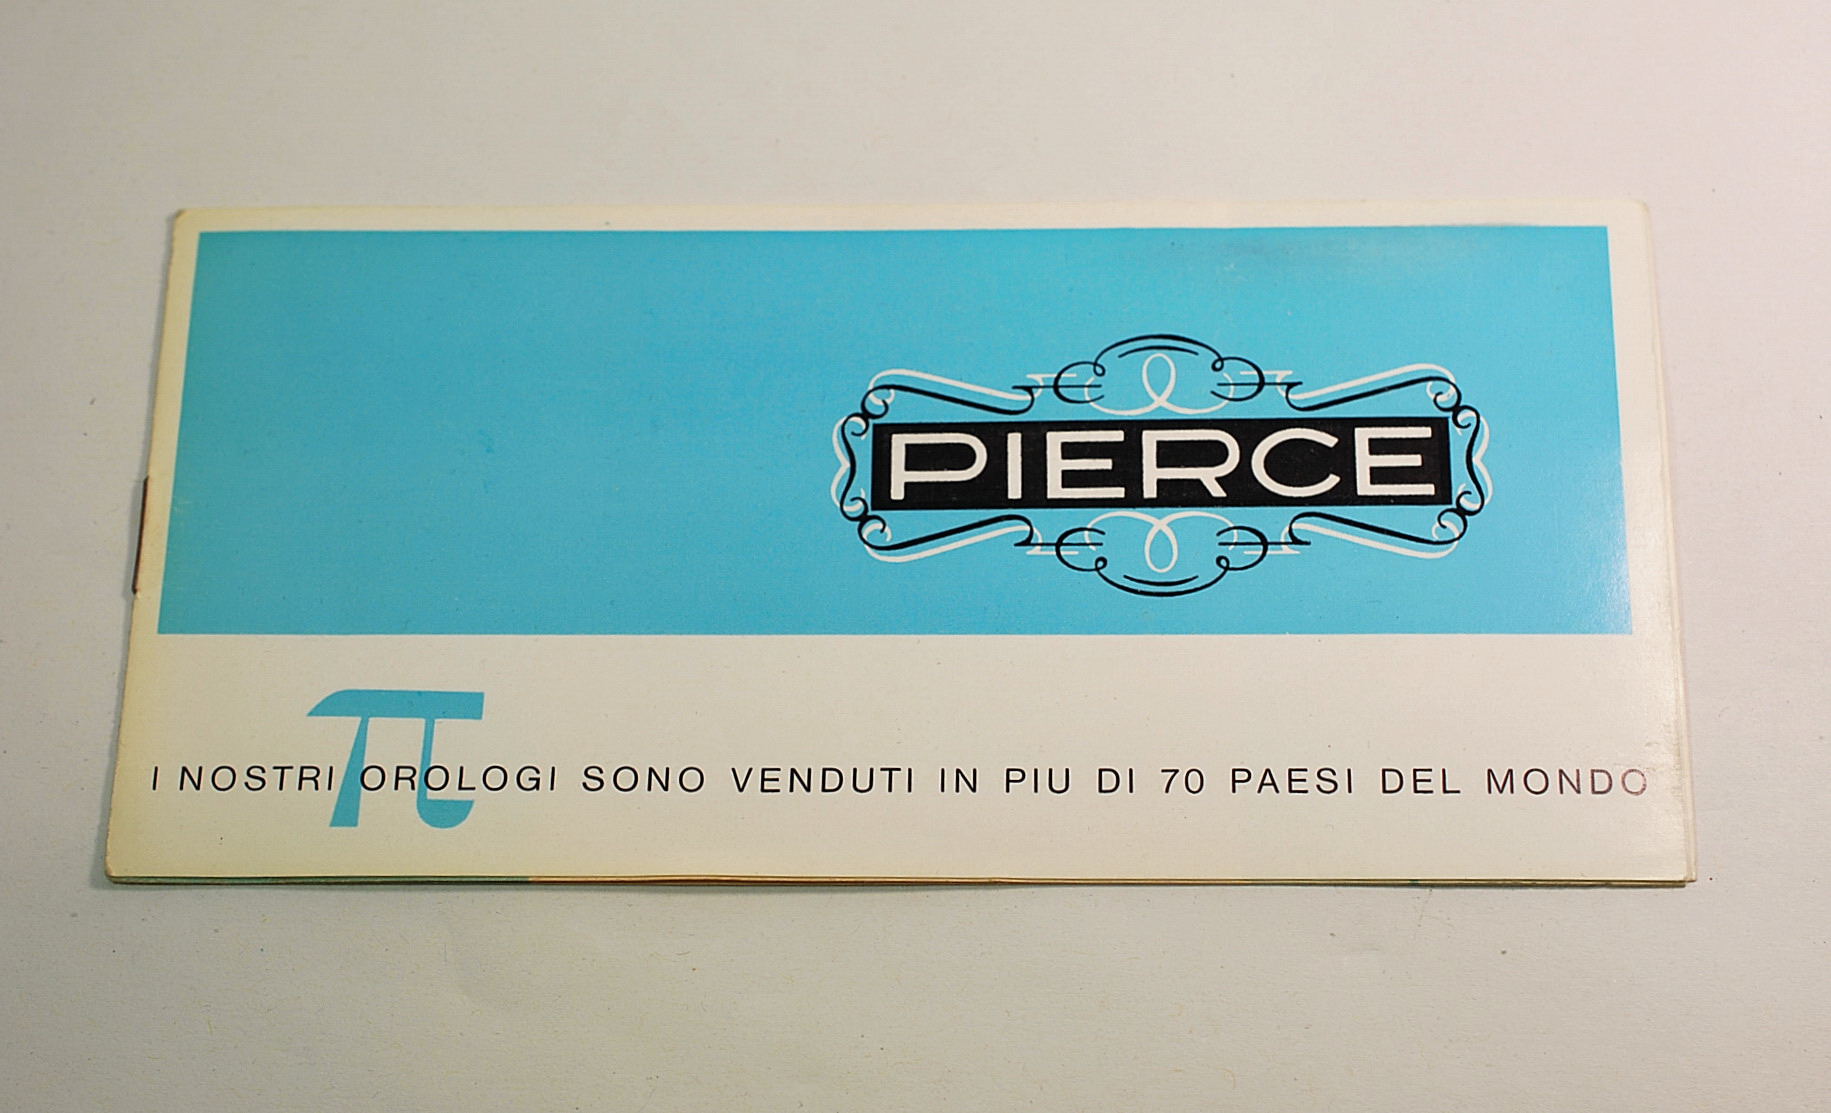 PIERCE
π
I NOSTRI OROLOGI SONO VENDUTI IN PIU DI 70 PAESI DEL MONDO